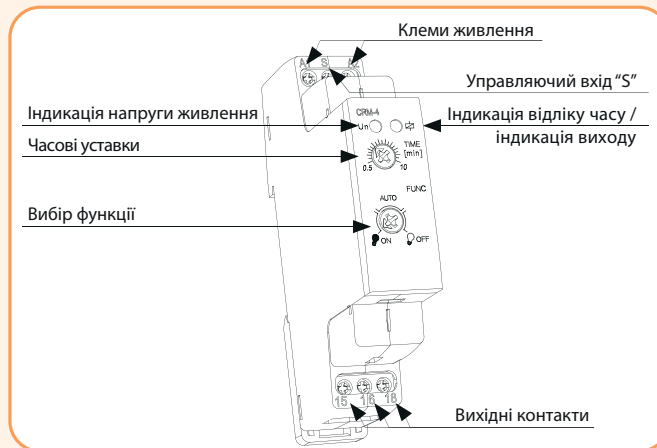 Клеми живлення
A1 S A2
Управляючий вхід “S”
Індикація напруги живлення
Індикація відліку часу /
індикація виходу
CRM-4
Un
Часові уставки
TIME
[min]
0.5 10
FUNC
AUTO
Вибір функції
ON OFF
15 16 18
Вихідні контакти